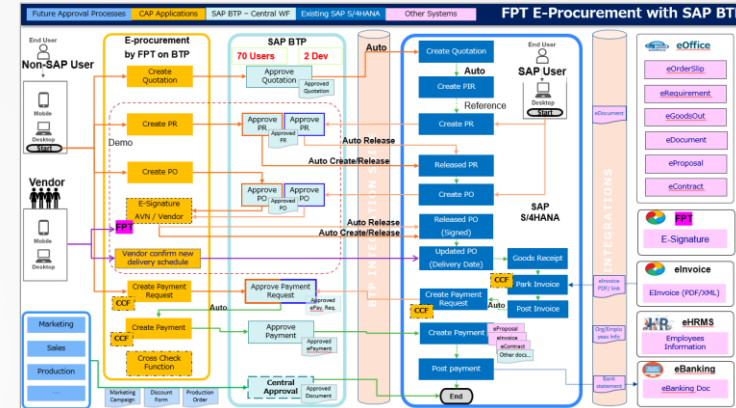 Future Approval Processes
CAP Applications
SAP BTP – Central WF
Existing SAP S/4HANA
Other Systems
FPT E-Procurement with SAP BT
End User
Non-SAP User
Mobile
Desktop
Start
Vendor
Mobile
Desktop
Marketing
Sales
Production
...
E-procurement
by FPT on BTP
Create
Quotation
Demo
Create PR
Create PO
E-Signature
AVN / Vendor
FPT
Vendor confirm new
delivery schedule
Create Payment
Request
CCF
Auto
Create Payment
CCF
Cross Check
Function
Marketing
Campaign
Discount
Form
Production
Order
SAP BTP
70 Users
2 Dev
Approve
Quotation
Approved
Quotation
Approve
PR
Approve
PR
Approved
PR
Approve
PO
Approve
PO
Approved
PO
Approve Payment
Request
Approved
ePay. Req.
Approve
Payment
Approved
ePayment
Central
Approval
Approved
Document
BTP INTEGRATION S
Auto
Auto Release
Auto Create/Release
Auto Release
Auto Create/Release
Create Quotation
Auto
Create PIR
Reference
Create PR
Released PR
Create PO
Released PO
(Signed)
Updated PO
(Delivery Date)
Create Payment
Request
CCF
Auto
Create Payment
eProposal
eInvoice
eContract
Other docs...
Post payment
End
End User
SAP User
Desktop
Start
SAP
S/4HANA
Goods Receipt
CCF
Park Invoice
Post Invoice
INTEGRATIONS
eDocument
eInvoice
PDF/ link
Org/Emplo
yees Info
Bank
statement
eOffice
eOrderSlip
eRequirement
eGoodsOut
eDocument
eProposal
eContract
FPT
E-Signature
eInvoice
EInvoice (PDF/XML)
eHRMS
Employees
Information
eBanking
eBanking Doc